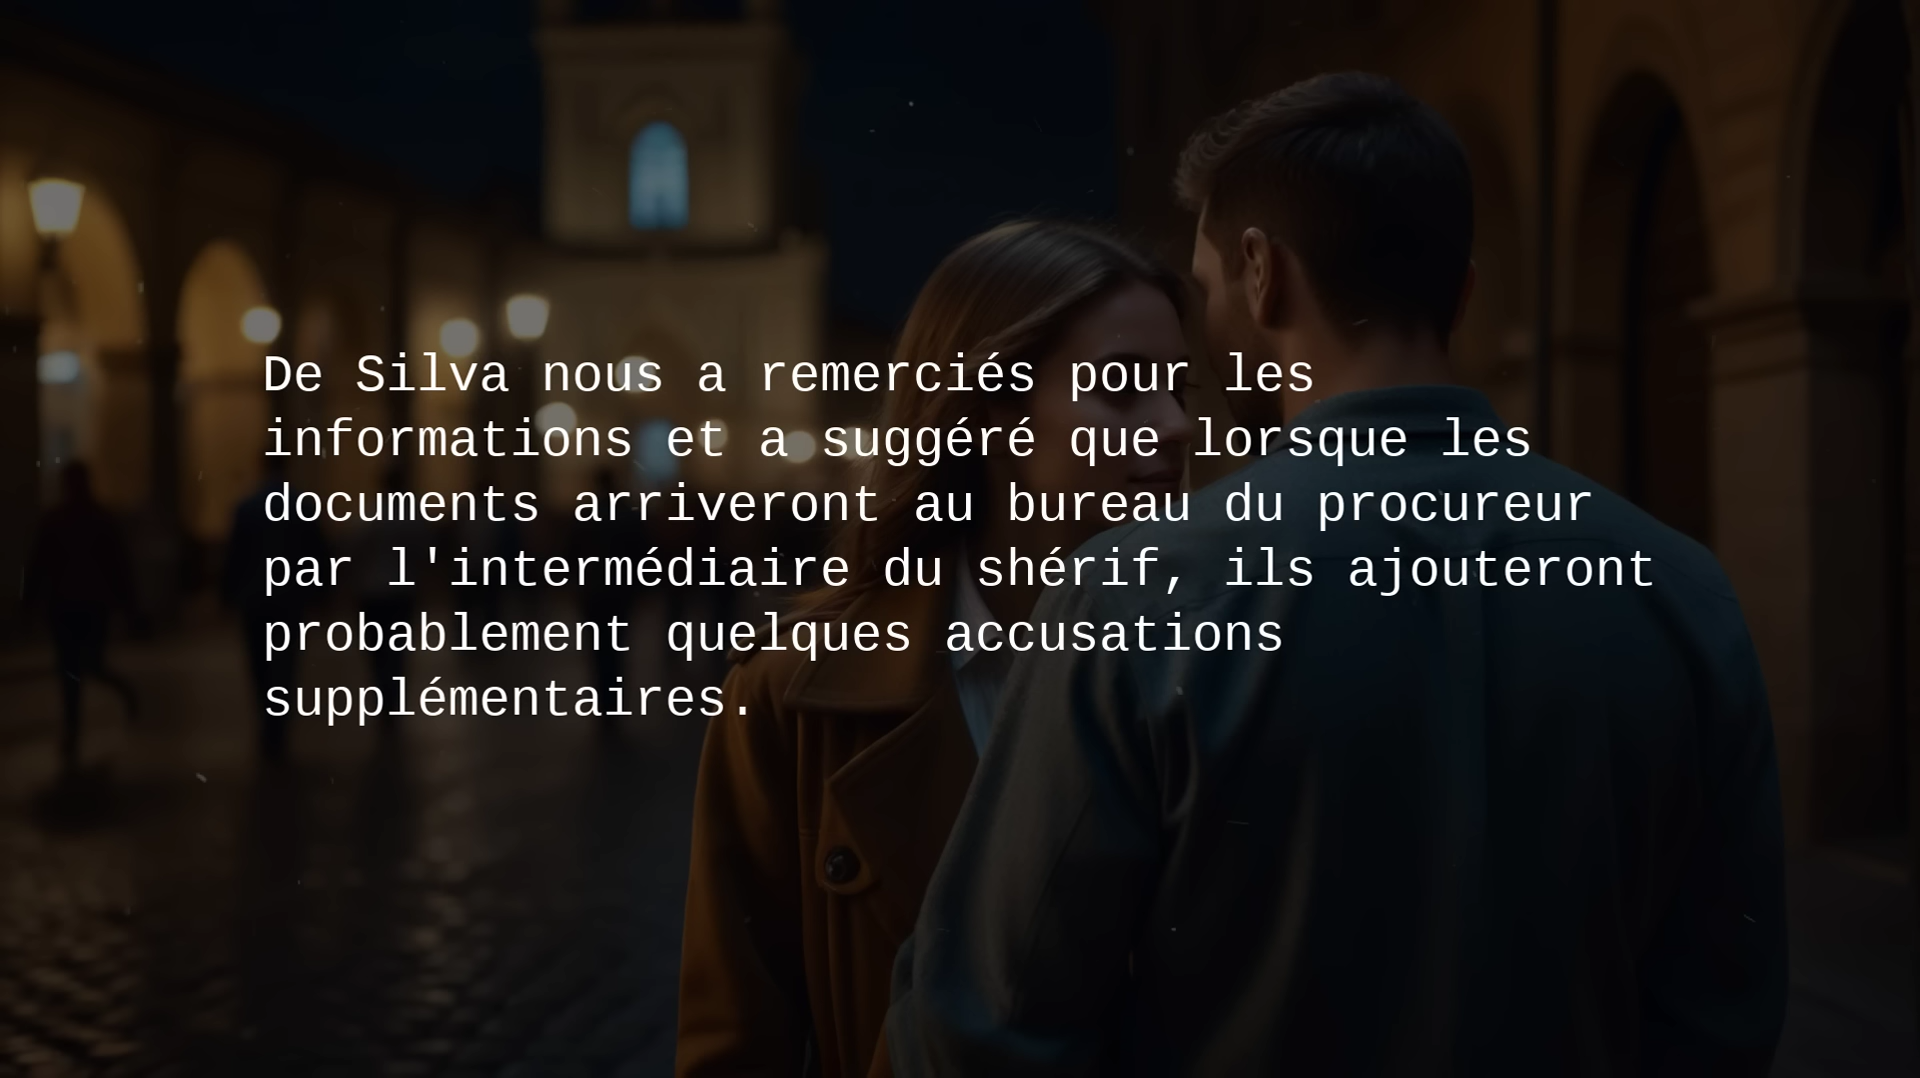 De Silva nous a remerciés pour les
informations et a suggéré que lorsque les
documents arriveront au bureau du procureur
par l'intermédiaire du shérif, ils ajouteront
probablement quelques accusations
supplémentaires.